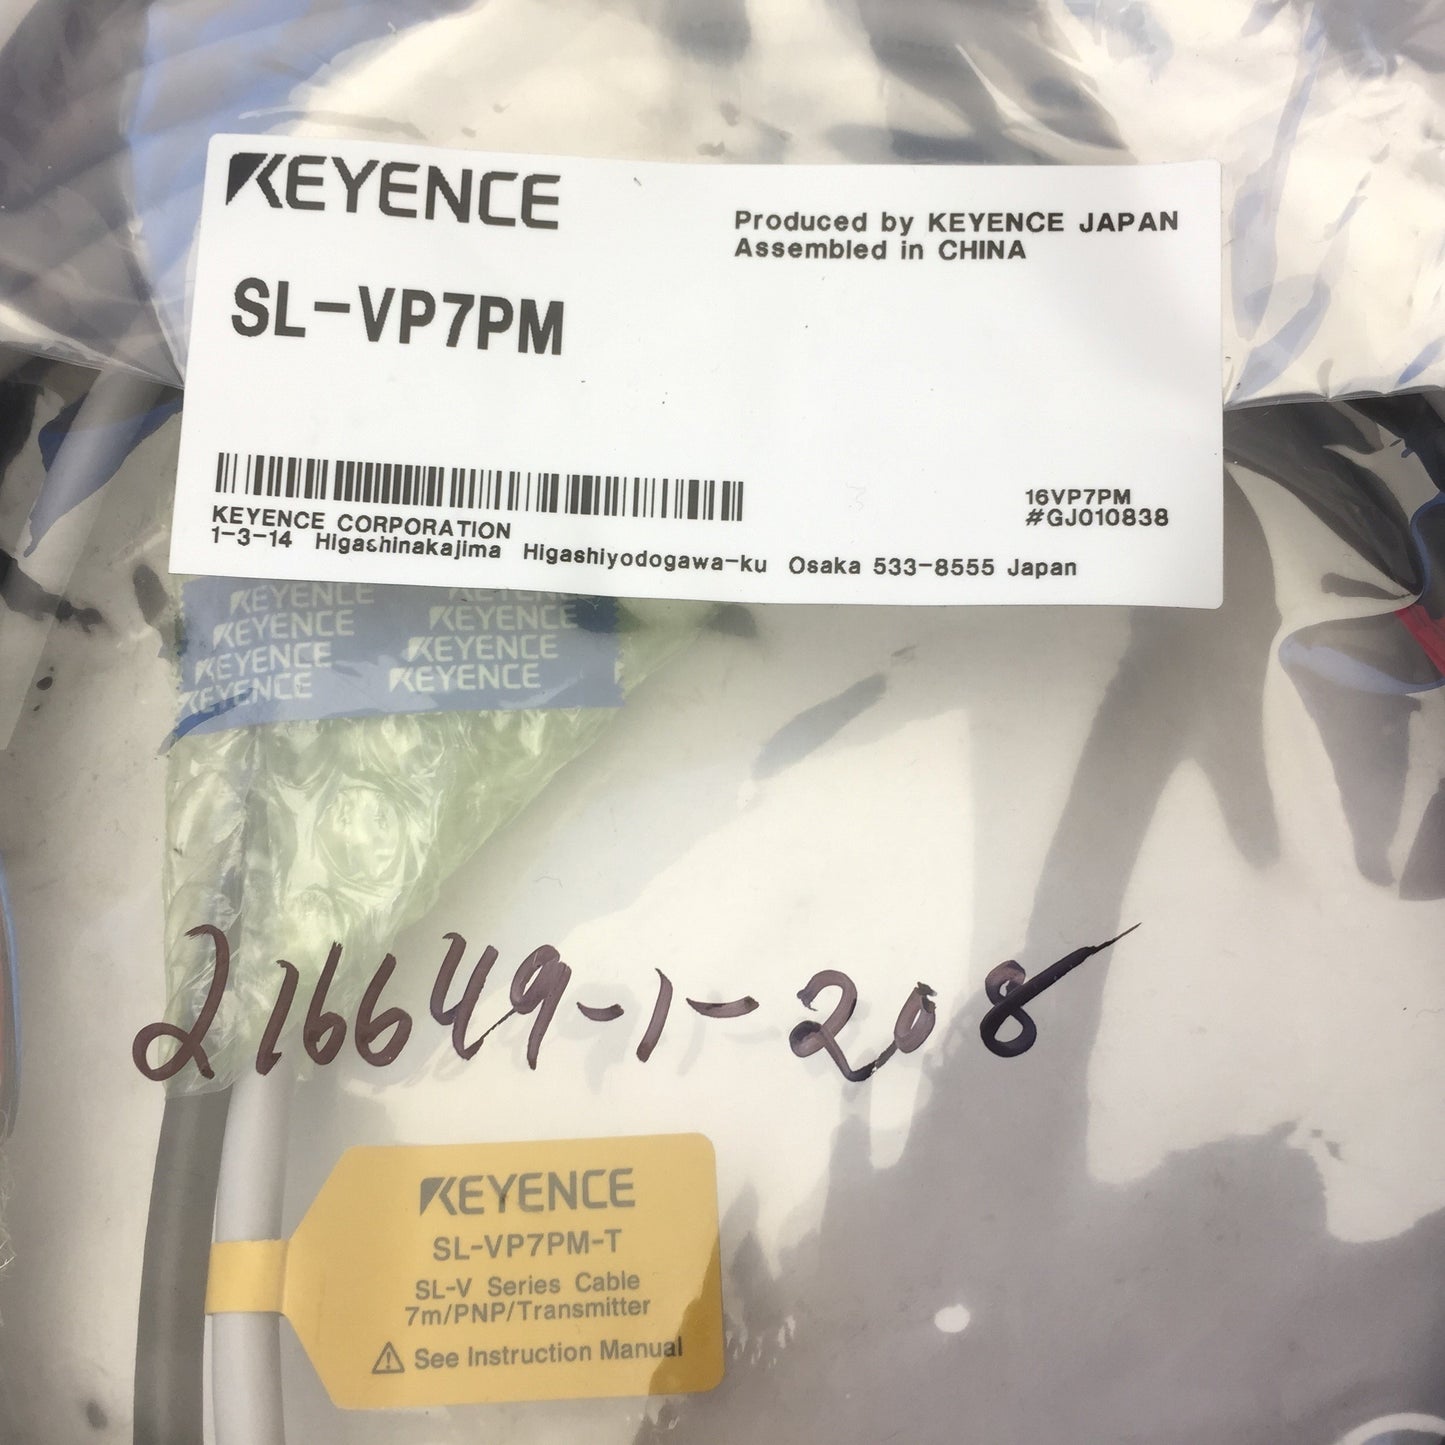 KEYENCE
Produced by KEYENCE JAPAN
Assembled in CHINA
SL-VP7PM
16VP7PM
#GJ010838
KEYENCE CORPORATION
1-3-14 Higashinakajima Higashiyodogawa-ku Osaka 533-8555 Japan
KEYENCE KEYENCE
KEYENCE KEYENCE
KEYENCE KEYENCE
KEYENCE KEYENCE
216649-1-208
KEYENCE
SL-VP7PM-T
SL-V Series Cable
7m/PNP/Transmitter
⚠ See Instruction Manual